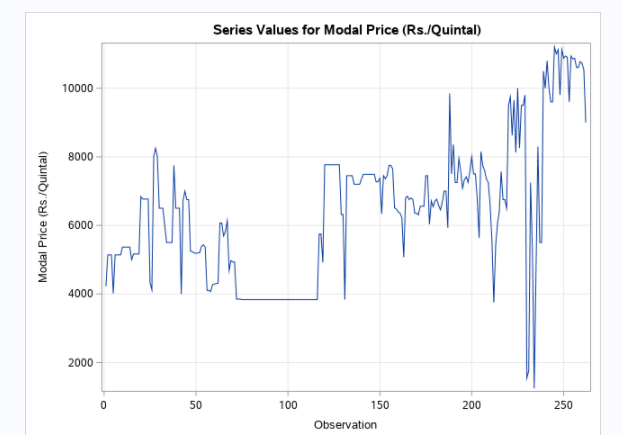 Series Values for Modal Price (Rs./Quintal)
Modal Price (Rs./Quintal)
10000
8000
6000
4000
2000
0 50 100 150 200 250
Observation